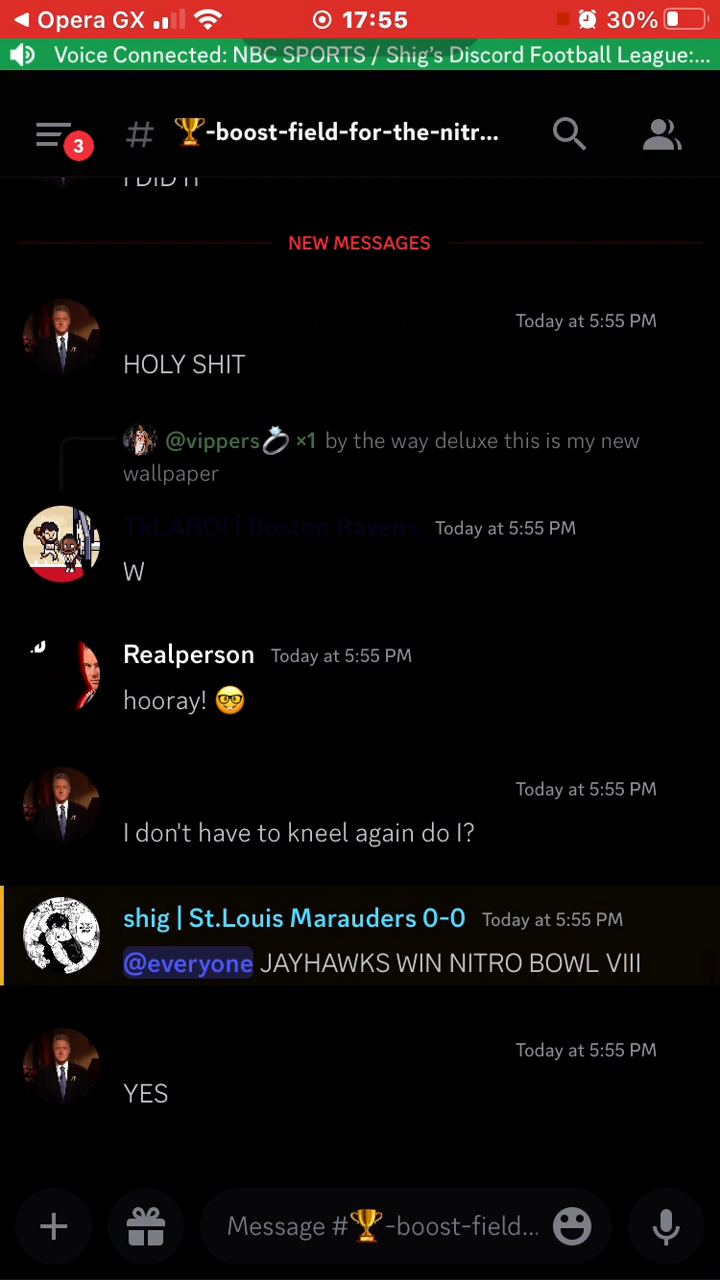 Opera GX
17:55
30%
Voice Connected: NBC SPORTS / Shig's Discord Football League:...
3
# 🏆-boost-field-for-the-nitr...
I DID IT
NEW MESSAGES
Today at 5:55 PM
HOLY SHIT
@vippers💍 ×1 by the way deluxe this is my new
wallpaper
TkLAROl | Boston Ravens Today at 5:55 PM
W
Realperson Today at 5:55 PM
hooray! 🤓
Today at 5:55 PM
I don't have to kneel again do I?
shig | St.Louis Marauders 0-0 Today at 5:55 PM
@everyone JAYHAWKS WIN NITRO BOWL VIII
Today at 5:55 PM
YES
Message #🏆-boost-field...